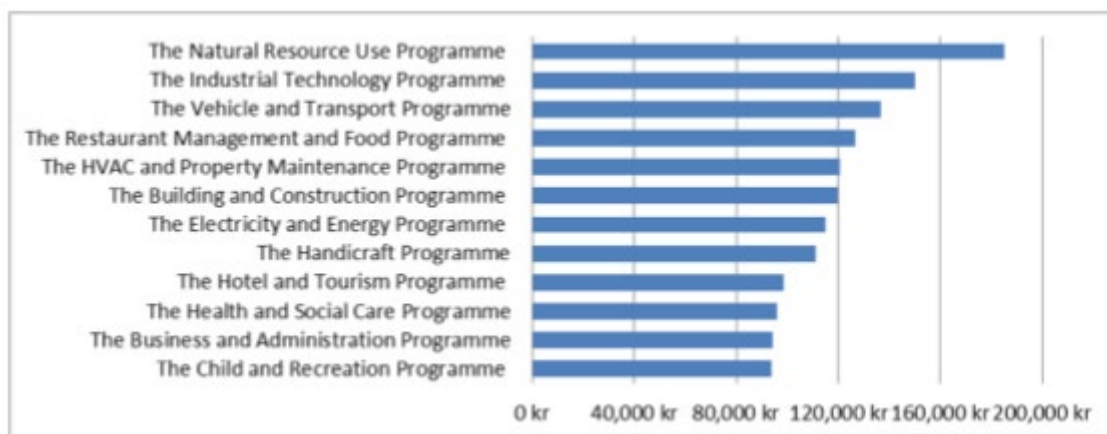 The Natural Resource Use Programme
The Industrial Technology Programme
The Vehicle and Transport Programme
The Restaurant Management and Food Programme
The HVAC and Property Maintenance Programme
The Building and Construction Programme
The Electricity and Energy Programme
The Handicraft Programme
The Hotel and Tourism Programme
The Health and Social Care Programme
The Business and Administration Programme
The Child and Recreation Programme
0 kr 40,000 kr 80,000 kr 120,000 kr 160,000 kr 200,000 kr